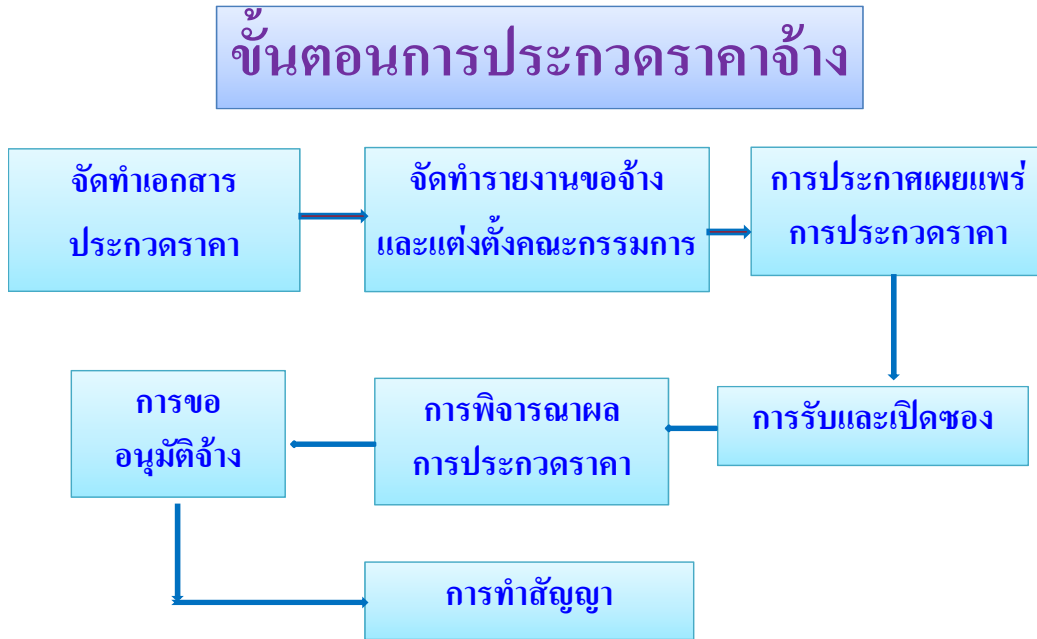 ขั้นตอนการประกวดราคาจ้าง
จัดทำเอกสาร
ประกวดราคา
จัดทำรายงานขอจ้าง
และแต่งตั้งคณะกรรมการ
การประกาศเผยแพร่
การประกวดราคา
การรับและเปิดซอง
การพิจารณาผล
การประกวดราคา
การขอ
อนุมัติจ้าง
การทำสัญญา